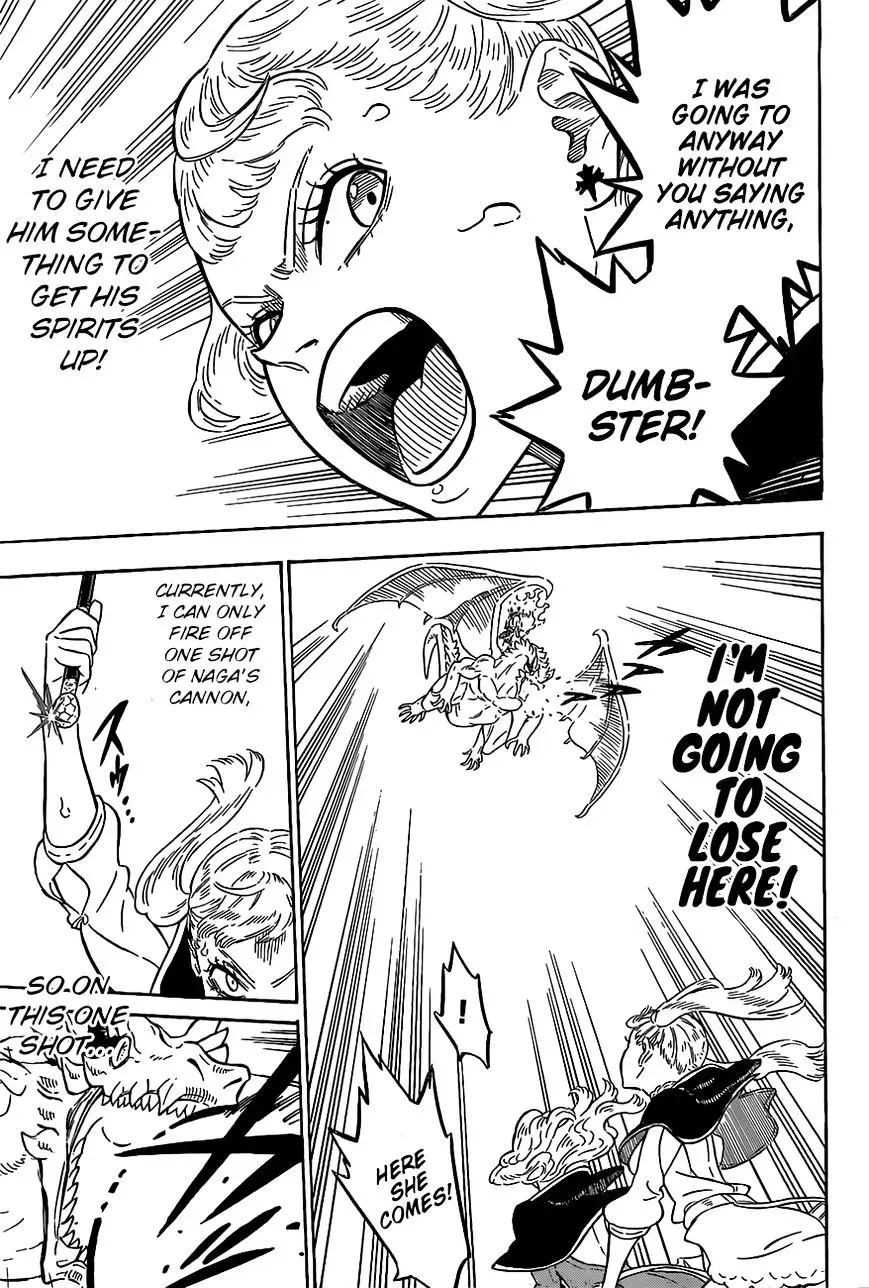 I WAS
GOING TO
ANYWAY
WITHOUT
YOU SAYING
ANYTHING,
DUMB-
STER!
I NEED
TO GIVE
HIM SOME-
THING TO
GET HIS
SPIRITS
UP!
I'M
NOT
GOING
TO
LOSE
HERE!
!
HERE
SHE
COMES!
CURRENTLY,
I CAN ONLY
FIRE OFF
ONE SHOT
OF NAGA'S
CANNON,
スッ
SO ON
THIS ONE
SHOT...